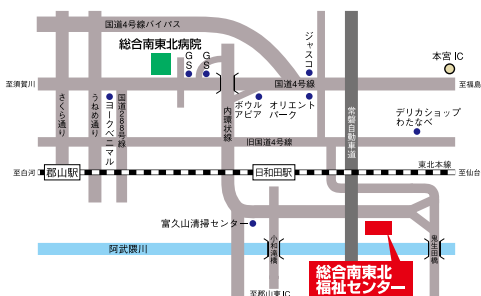 国道4号線バイパス
総合南東北病院
GS
GS
ジャスコ
本宮IC
至須賀川
国道4号線
至福島
さくら通り
うねめ通り
ヨークベニマル
国道288号線
内環状線
ボウル
アピア
オリエント
パーク
常磐自動車道
デリカショップ
わたなべ
旧国道4号線
東北本線
至白河
郡山駅
日和田駅
至仙台
富久山清掃センター
小和滝橋
鬼生田橋
阿武隈川
総合南東北
福祉センター
至郡山東IC